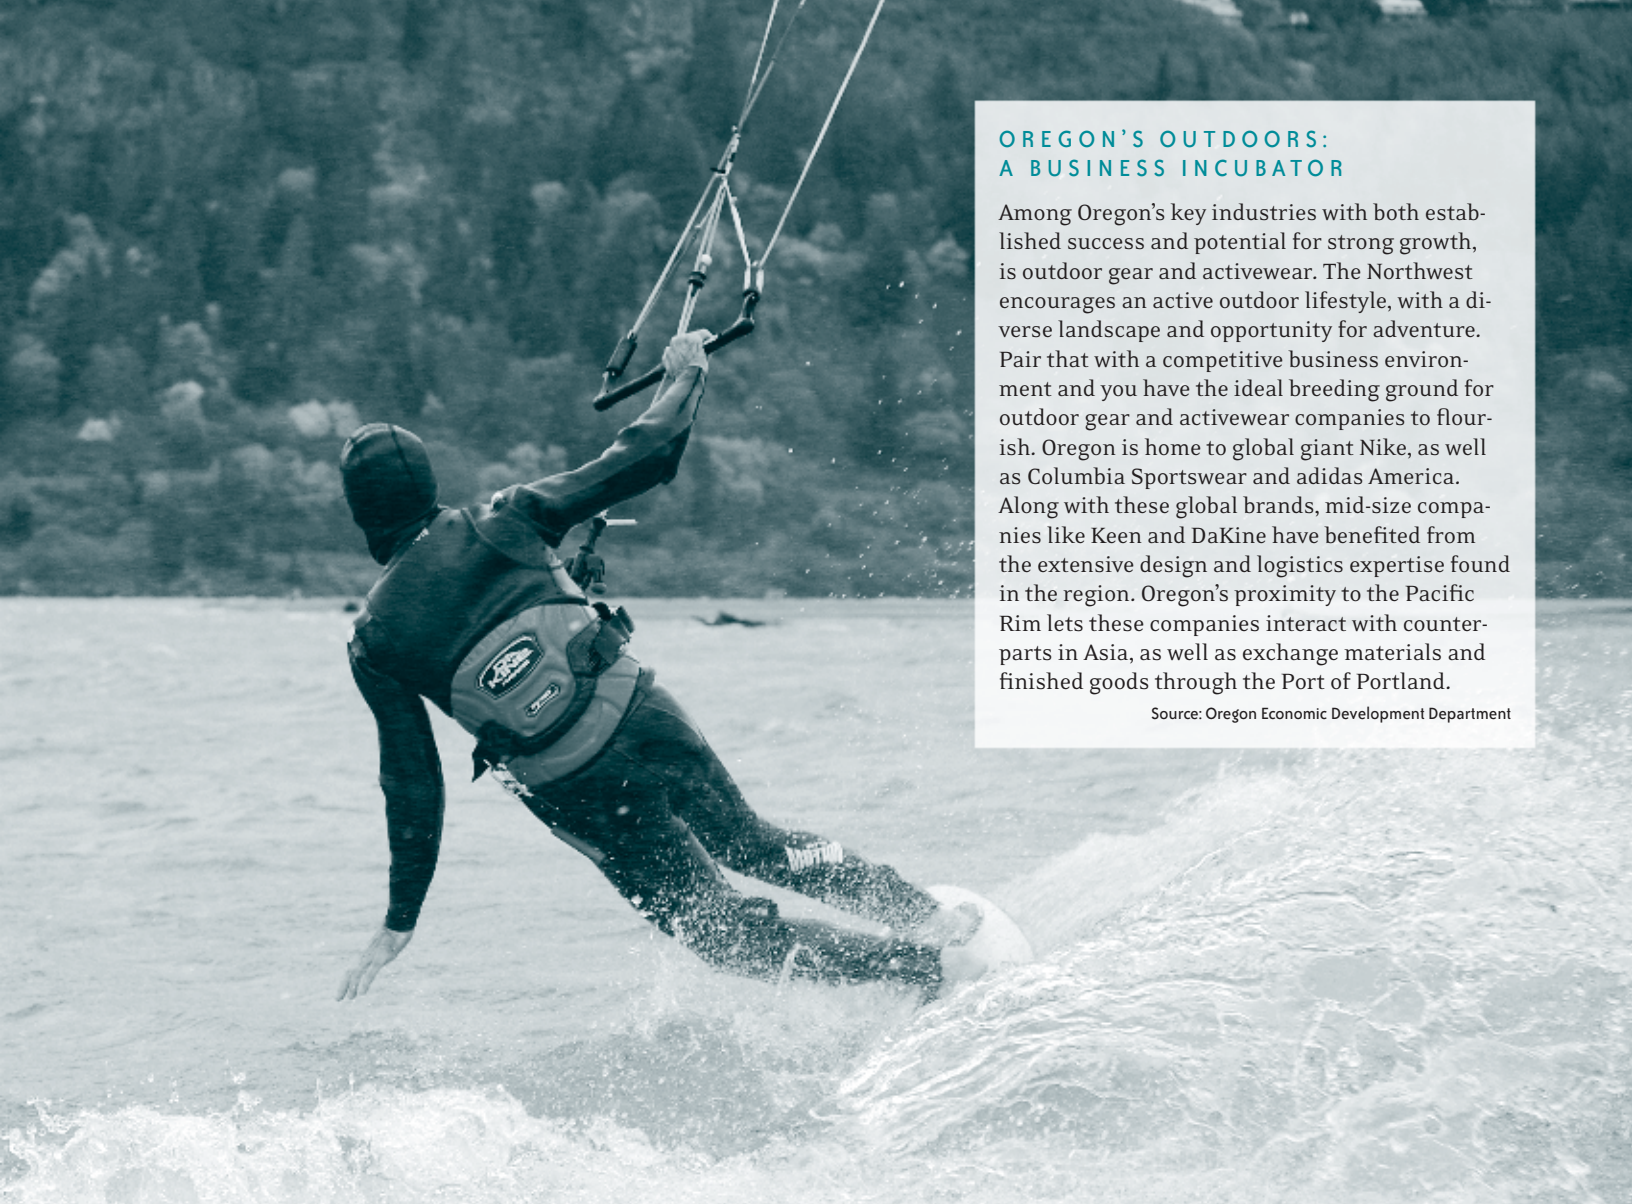 OREGON’S OUTDOORS:
A BUSINESS INCUBATOR
Among Oregon’s key industries with both estab-
lished success and potential for strong growth,
is outdoor gear and activewear. The Northwest
encourages an active outdoor lifestyle, with a di-
verse landscape and opportunity for adventure.
Pair that with a competitive business environ-
ment and you have the ideal breeding ground for
outdoor gear and activewear companies to flour-
ish. Oregon is home to global giant Nike, as well
as Columbia Sportswear and adidas America.
Along with these global brands, mid-size compa-
nies like Keen and DaKine have benefited from
the extensive design and logistics expertise found
in the region. Oregon’s proximity to the Pacific
Rim lets these companies interact with counter-
parts in Asia, as well as exchange materials and
finished goods through the Port of Portland.
Source: Oregon Economic Development Department
DA
KINE